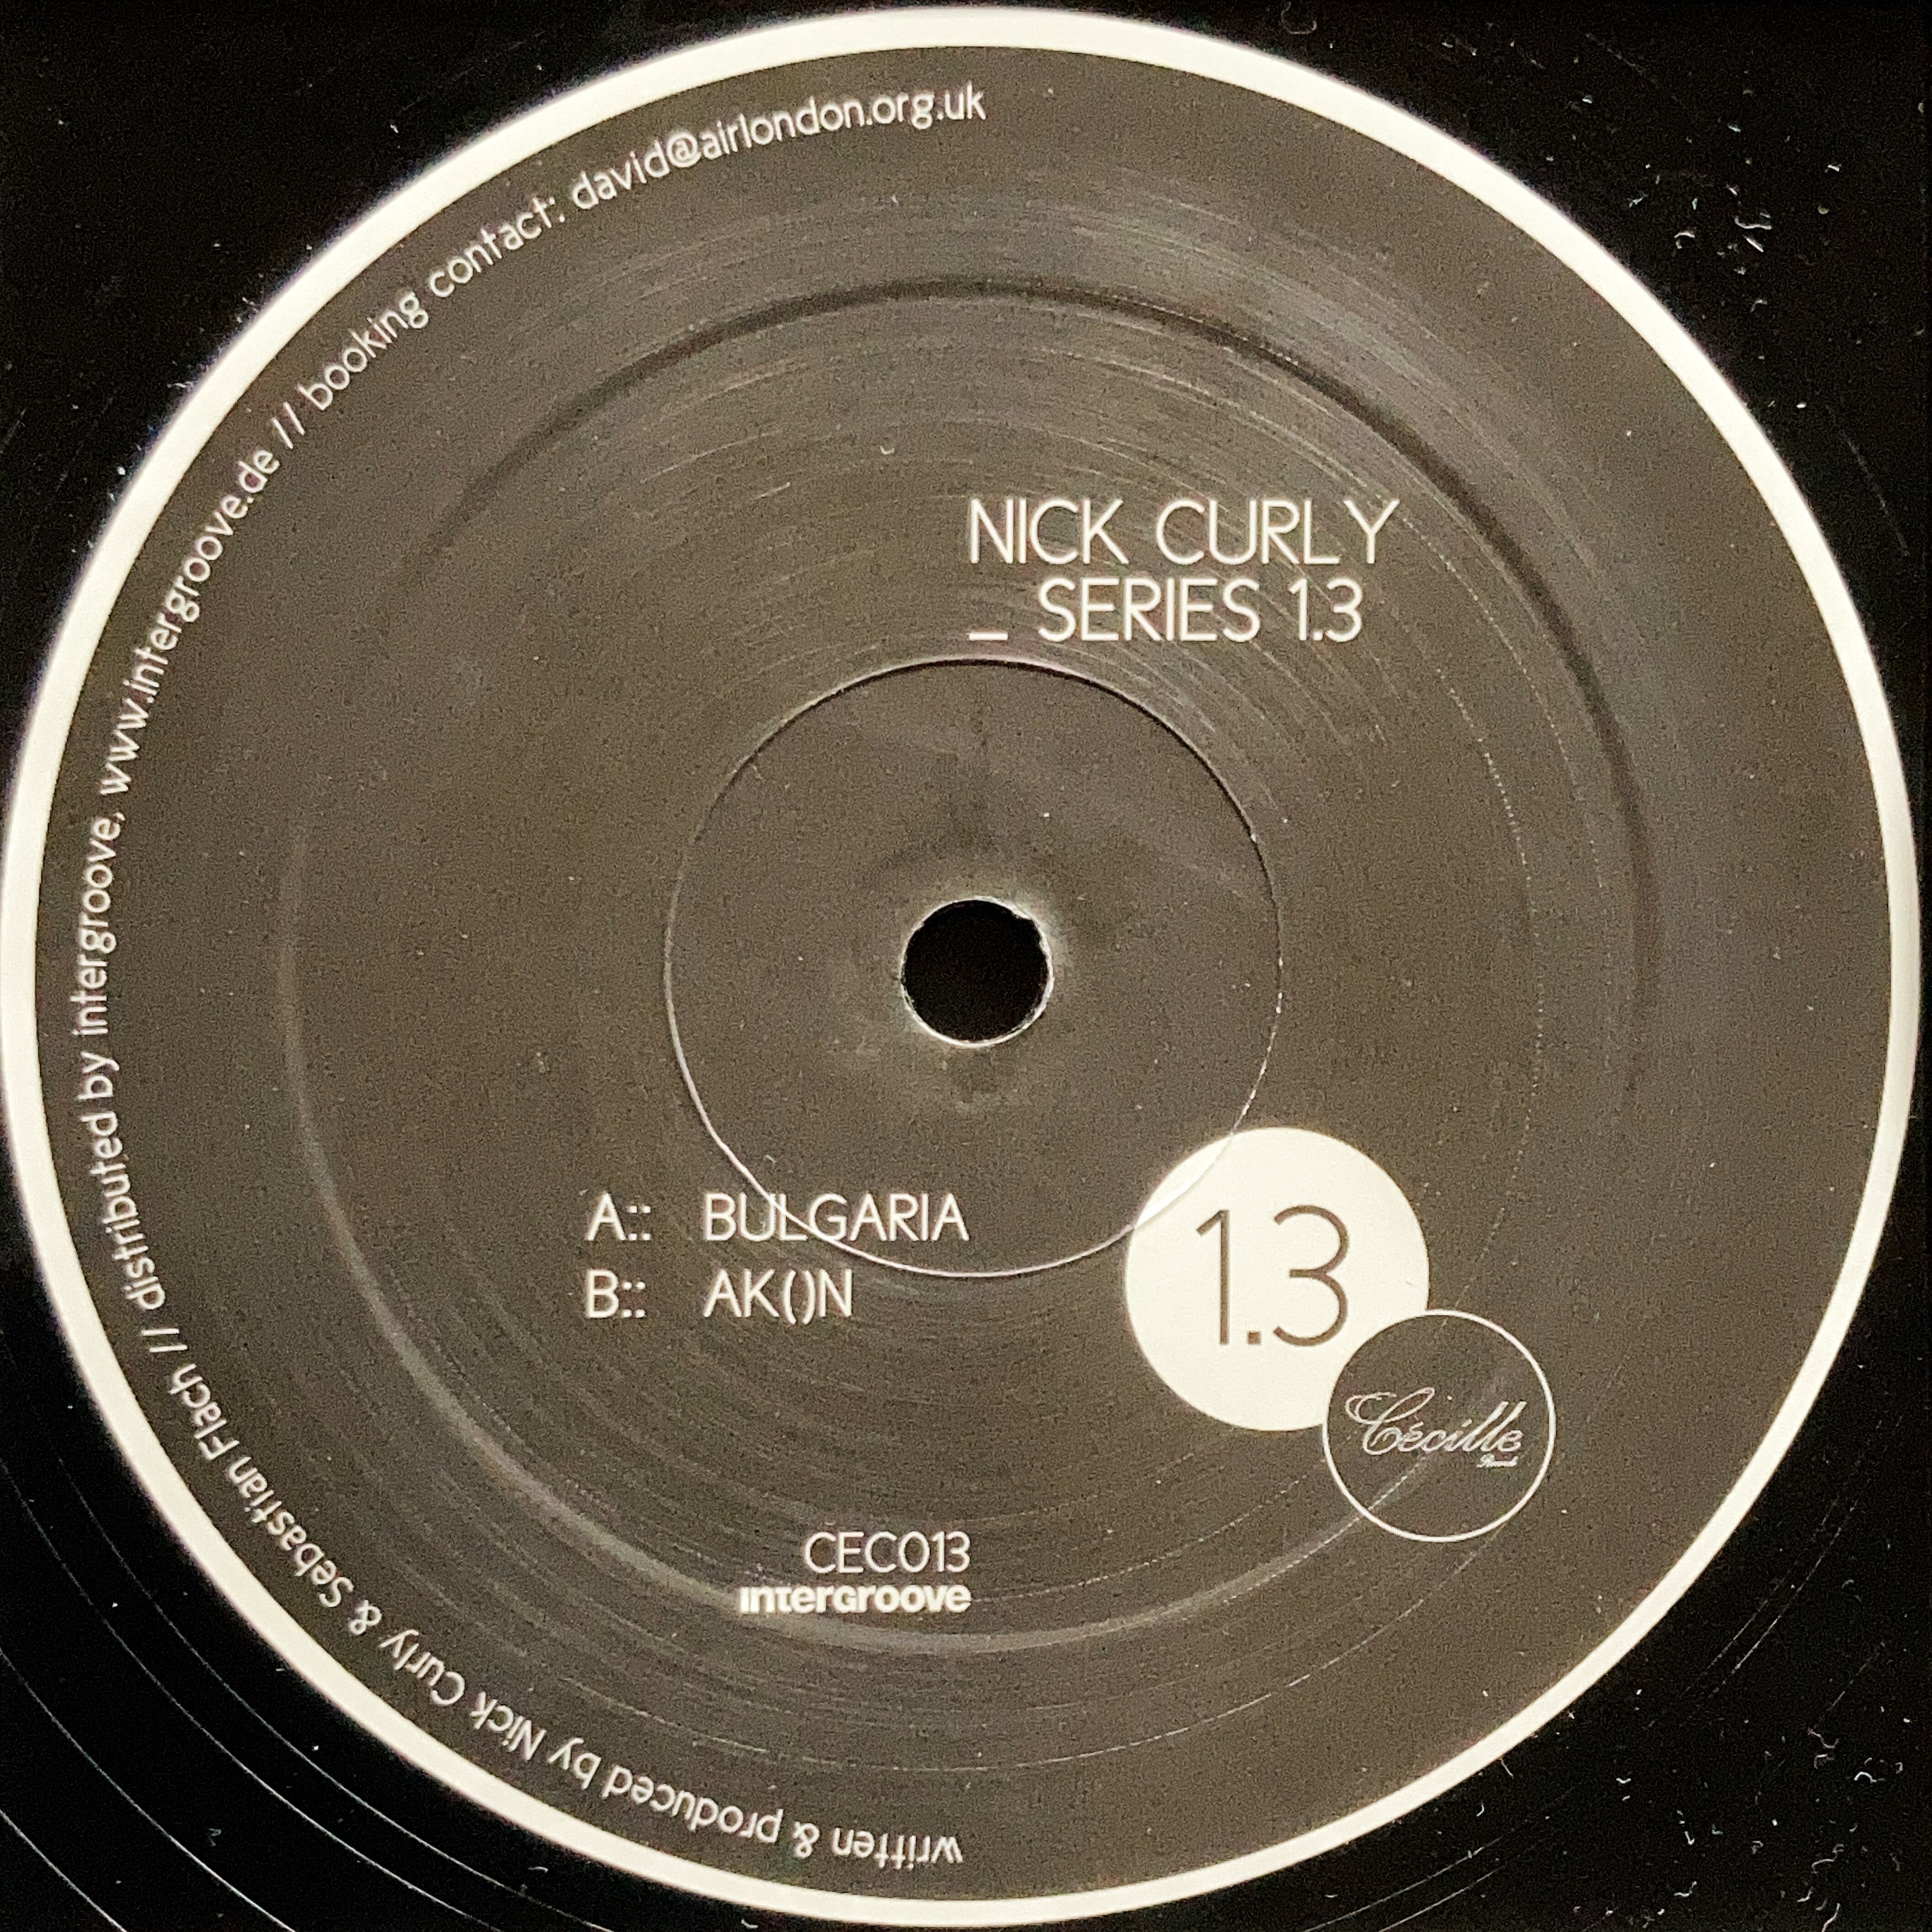 NICK CURLY
_ SERIES 1.3
A:: BULGARIA
B:: AK()N
1.3
Cécille
Records
CEC013
intergroove
written & produced by Nick Curly & Sebastian Flach // distributed by intergroove, www.intergroove.de // booking contact: david@airlondon.org.uk